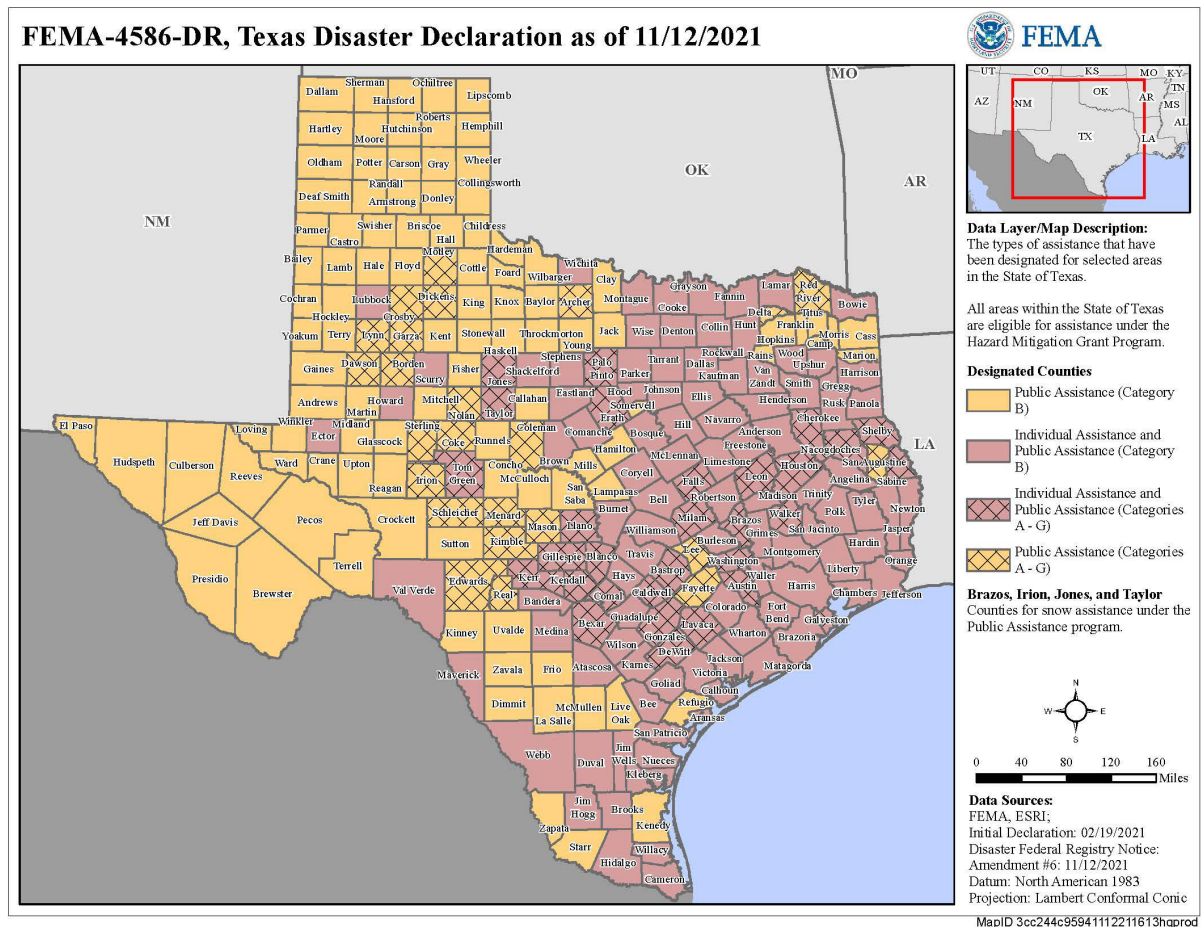 FEMA-4586-DR, Texas Disaster Declaration as of 11/12/2021
FEMA
MO
OK
AR
NM
LA
UT CO KS MO KY
AZ NM OK AR TN
MS
TX AL
LA
Dallam Sherman Hansford Ochiltree Lipscomb
Hartley Moore Hutchinson Roberts Hemphill
Oldham Potter Carson Gray Wheeler
Deaf Smith Randall Armstrong Donley Collingsworth
Parmer Castro Swisher Briscoe Hall Childress
Bailey Lamb Hale Floyd Motley Cottle Hardeman Foard Wilbarger Wichita Clay
Cochran Hockley Lubbock Crosby Dickens King Knox Baylor Archer Montague Cooke Grayson Fannin Lamar Red River Bowie
Yoakum Terry Lynn Garza Kent Stonewall Haskell Throckmorton Young Jack Wise Denton Collin Hunt Delta Hopkins Franklin Titus Camp Morris Cass
Gaines Dawson Borden Scurry Fisher Jones Shackelford Stephens Palo Pinto Parker Tarrant Dallas Rockwall Kaufman Rains Van Zandt Wood Upshur Marion Harrison
Andrews Martin Howard Mitchell Nolan Taylor Callahan Eastland Erath Hood Somervell Johnson Ellis Henderson Smith Gregg Rusk Panola
El Paso Hudspeth Culberson Reeves Loving Winkler Ector Midland Glasscock Sterling Coke Runnels Coleman Brown Comanche Hamilton Bosque Hill Navarro Freestone Anderson Cherokee Nacogdoches Shelby
Ward Crane Upton Reagan Irion Tom Green Concho McCulloch Mills San Saba Lampasas Coryell McLennan Limestone Falls Leon Houston Angelina San Augustine Sabine
Jeff Davis Pecos Crockett Schleicher Menard Mason Llano Burnet Bell Milam Robertson Madison Brazos Grimes Walker Trinity Polk San Jacinto Tyler Jasper Newton
Presidio Brewster Terrell Sutton Kimble Gillespie Blanco Travis Williamson Lee Burleson Washington Montgomery Liberty Hardin Orange
Val Verde Edwards Real Kerr Bandera Kendall Comal Hays Caldwell Bastrop Fayette Austin Waller Harris Chambers Jefferson
Kinney Uvalde Medina Bexar Guadalupe Gonzales Lavaca Colorado Wharton Fort Bend Brazoria Galveston
Maverick Zavala Frio Atascosa Wilson Karnes DeWitt Victoria Jackson Matagorda
Dimmit La Salle McMullen Live Oak Bee Goliad Refugio Calhoun Aransas
Webb Duval Jim Wells San Patricio Nueces Kleberg
Zapata Jim Hogg Brooks Kenedy
Starr Hidalgo Willacy
Cameron
Data Layer/Map Description:
The types of assistance that have
been designated for selected areas
in the State of Texas.
All areas within the State of Texas
are eligible for assistance under the
Hazard Mitigation Grant Program.
Designated Counties
Public Assistance (Category
B)
Individual Assistance and
Public Assistance (Category
B)
Individual Assistance and
Public Assistance (Categories
A - G)
Public Assistance (Categories
A - G)
Brazos, Irion, Jones, and Taylor
Counties for snow assistance under the
Public Assistance program.
N
W E
S
0 40 80 120 160
Miles
Data Sources:
FEMA, ESRI;
Initial Declaration: 02/19/2021
Disaster Federal Registry Notice:
Amendment #6: 11/12/2021
Datum: North American 1983
Projection: Lambert Conformal Conic
MapID 3cc244c95941112211613hqprod